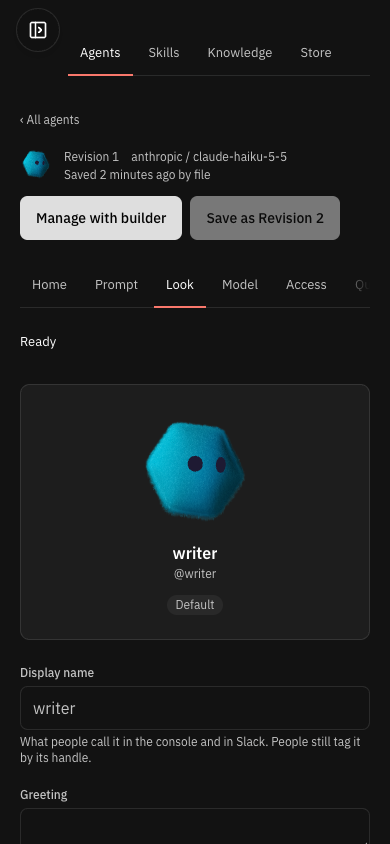 Agents Skills Knowledge Store
‹ All agents
Revision 1 anthropic / claude-haiku-5-5
Saved 2 minutes ago by file
Manage with builder Save as Revision 2
Home Prompt Look Model Access
Ready
writer
@writer
Default
Display name
writer
What people call it in the console and in Slack. People still tag it
by its handle.
Greeting